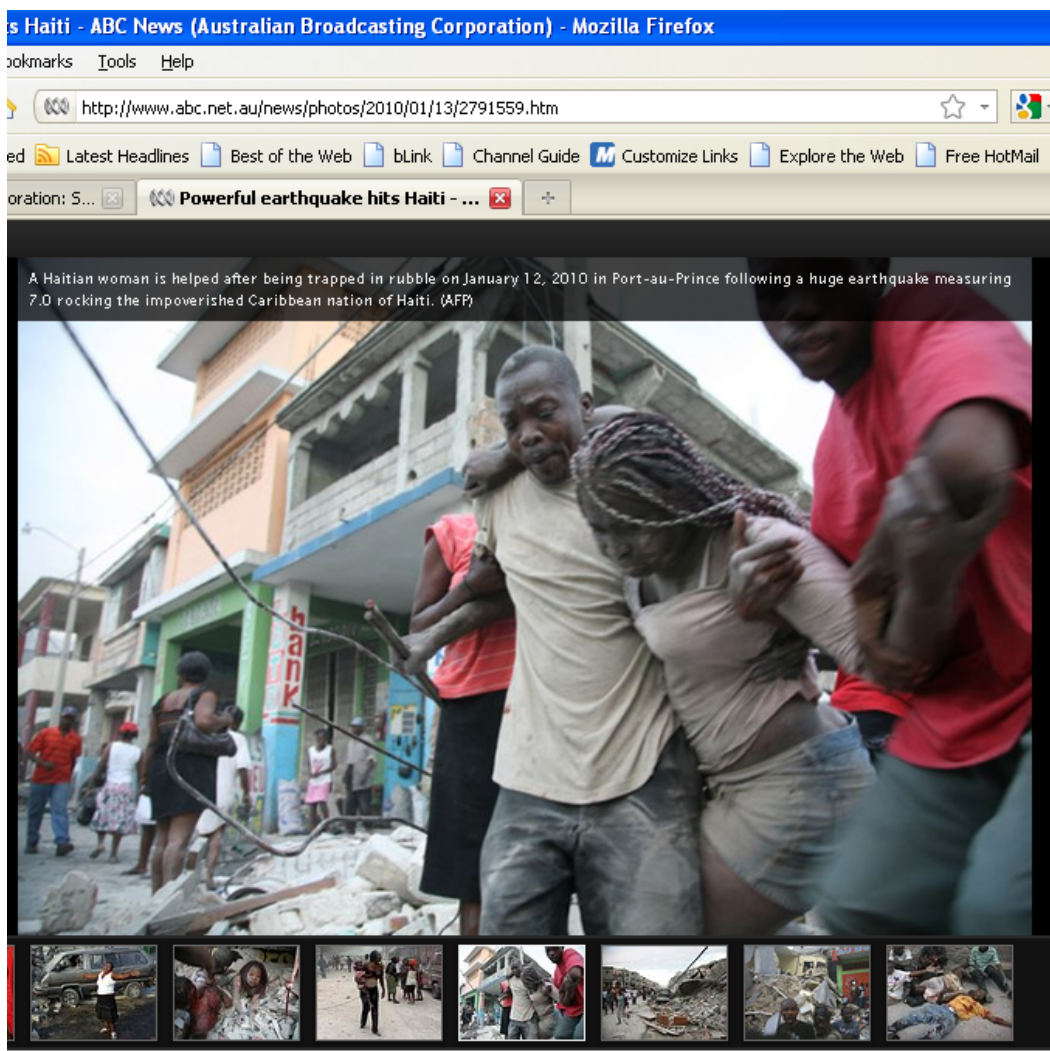 s Haiti - ABC News (Australian Broadcasting Corporation) - Mozilla Firefox
ookmarks Tools Help
http://www.abc.net.au/news/photos/2010/01/13/2791559.htm
ed Latest Headlines Best of the Web bLink Channel Guide Customize Links Explore the Web Free HotMail
oration: S... Powerful earthquake hits Haiti - ...
A Haitian woman is helped after being trapped in rubble on January 12, 2010 in Port-au-Prince following a huge earthquake measuring
7.0 rocking the impoverished Caribbean nation of Haiti. (AFP)
bank